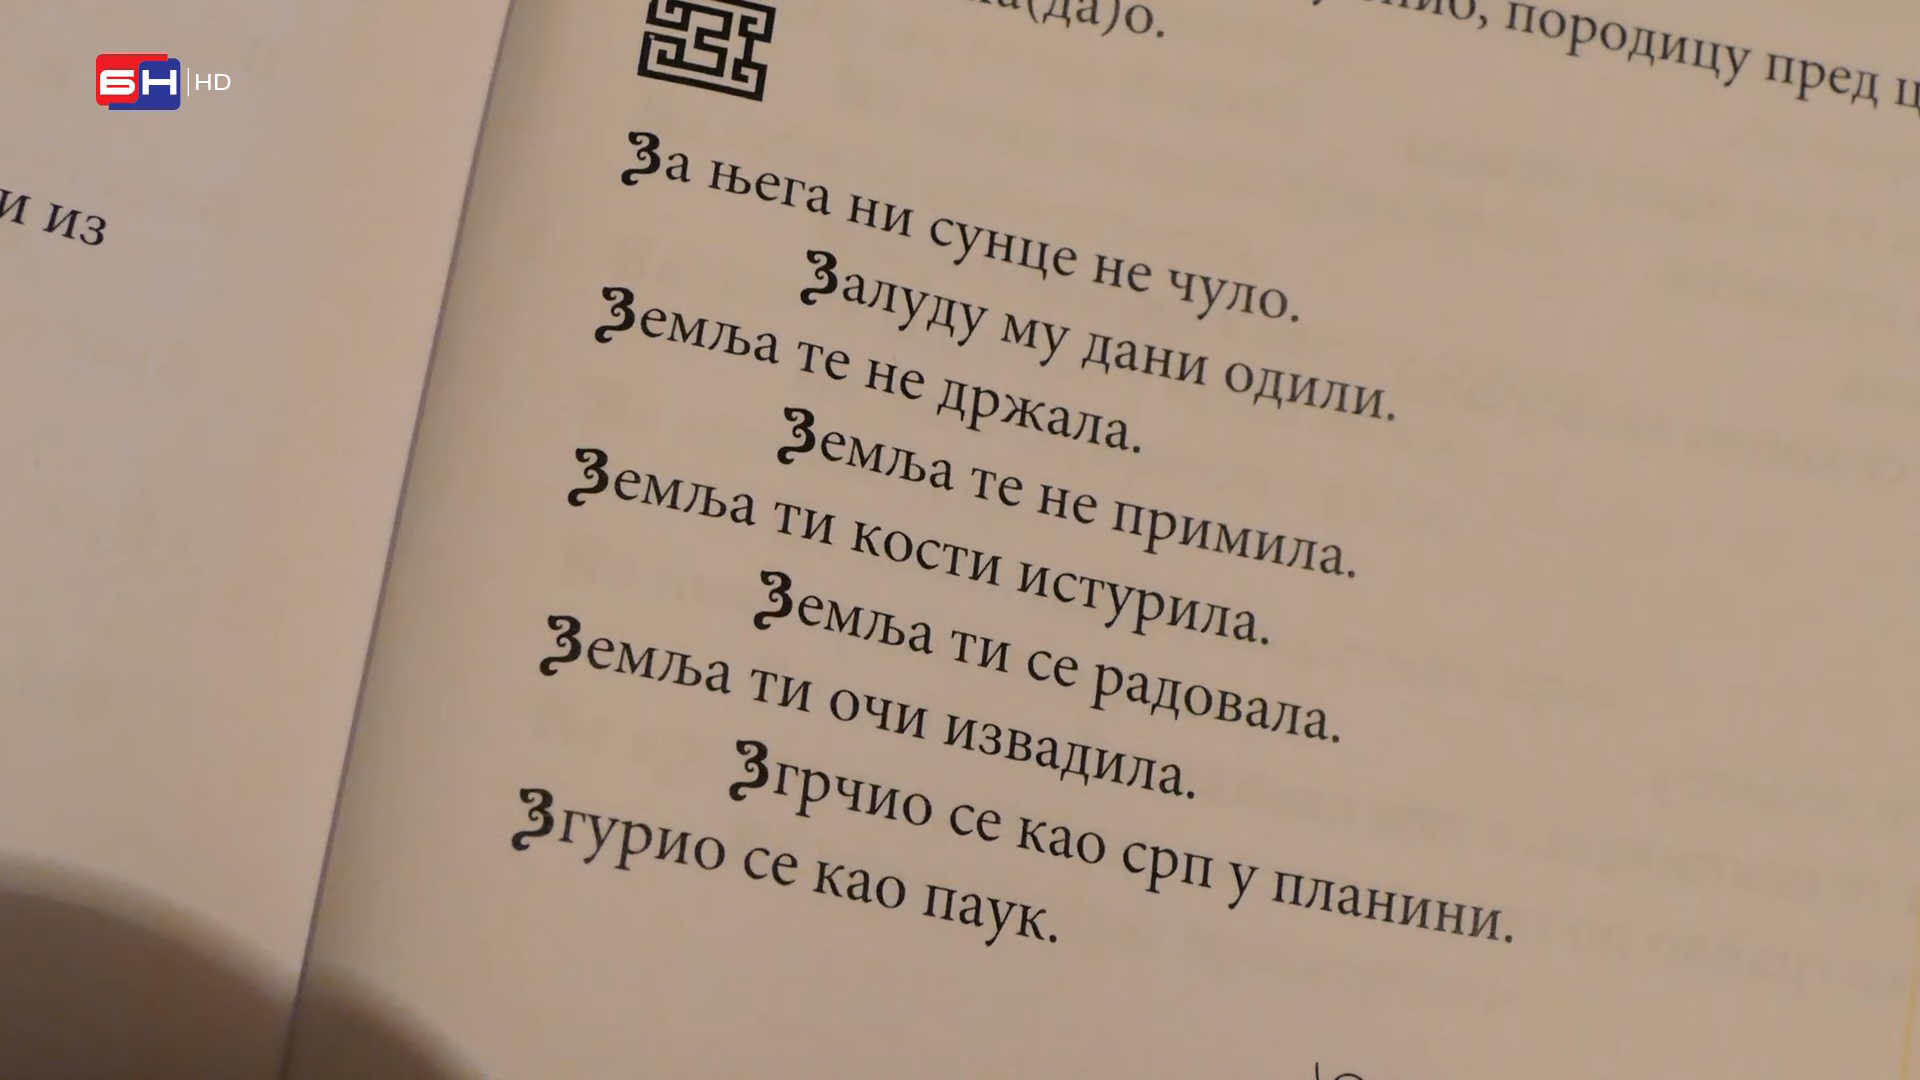 БН HD
породицу пред
и из
За њега ни сунце не чуло.
Залуду му дани одили.
Земља те не држала.
Земља те не примила.
Земља ти кости истурила.
Земља ти се радовала.
Земља ти очи извадила.
Згрчио се као срп у планини.
Згурио се као паук.